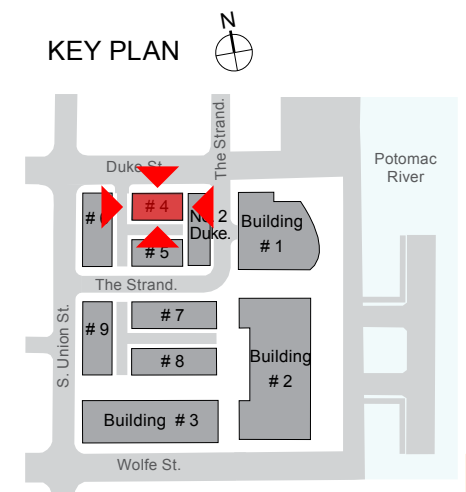 N
KEY PLAN
The Strand.
Duke St.
Potomac
River
# 4
No. 2
Duke.
Building
# 1
# 5
The Strand.
S. Union St.
# 9
# 7
# 8
Building
# 2
Building # 3
Wolfe St.